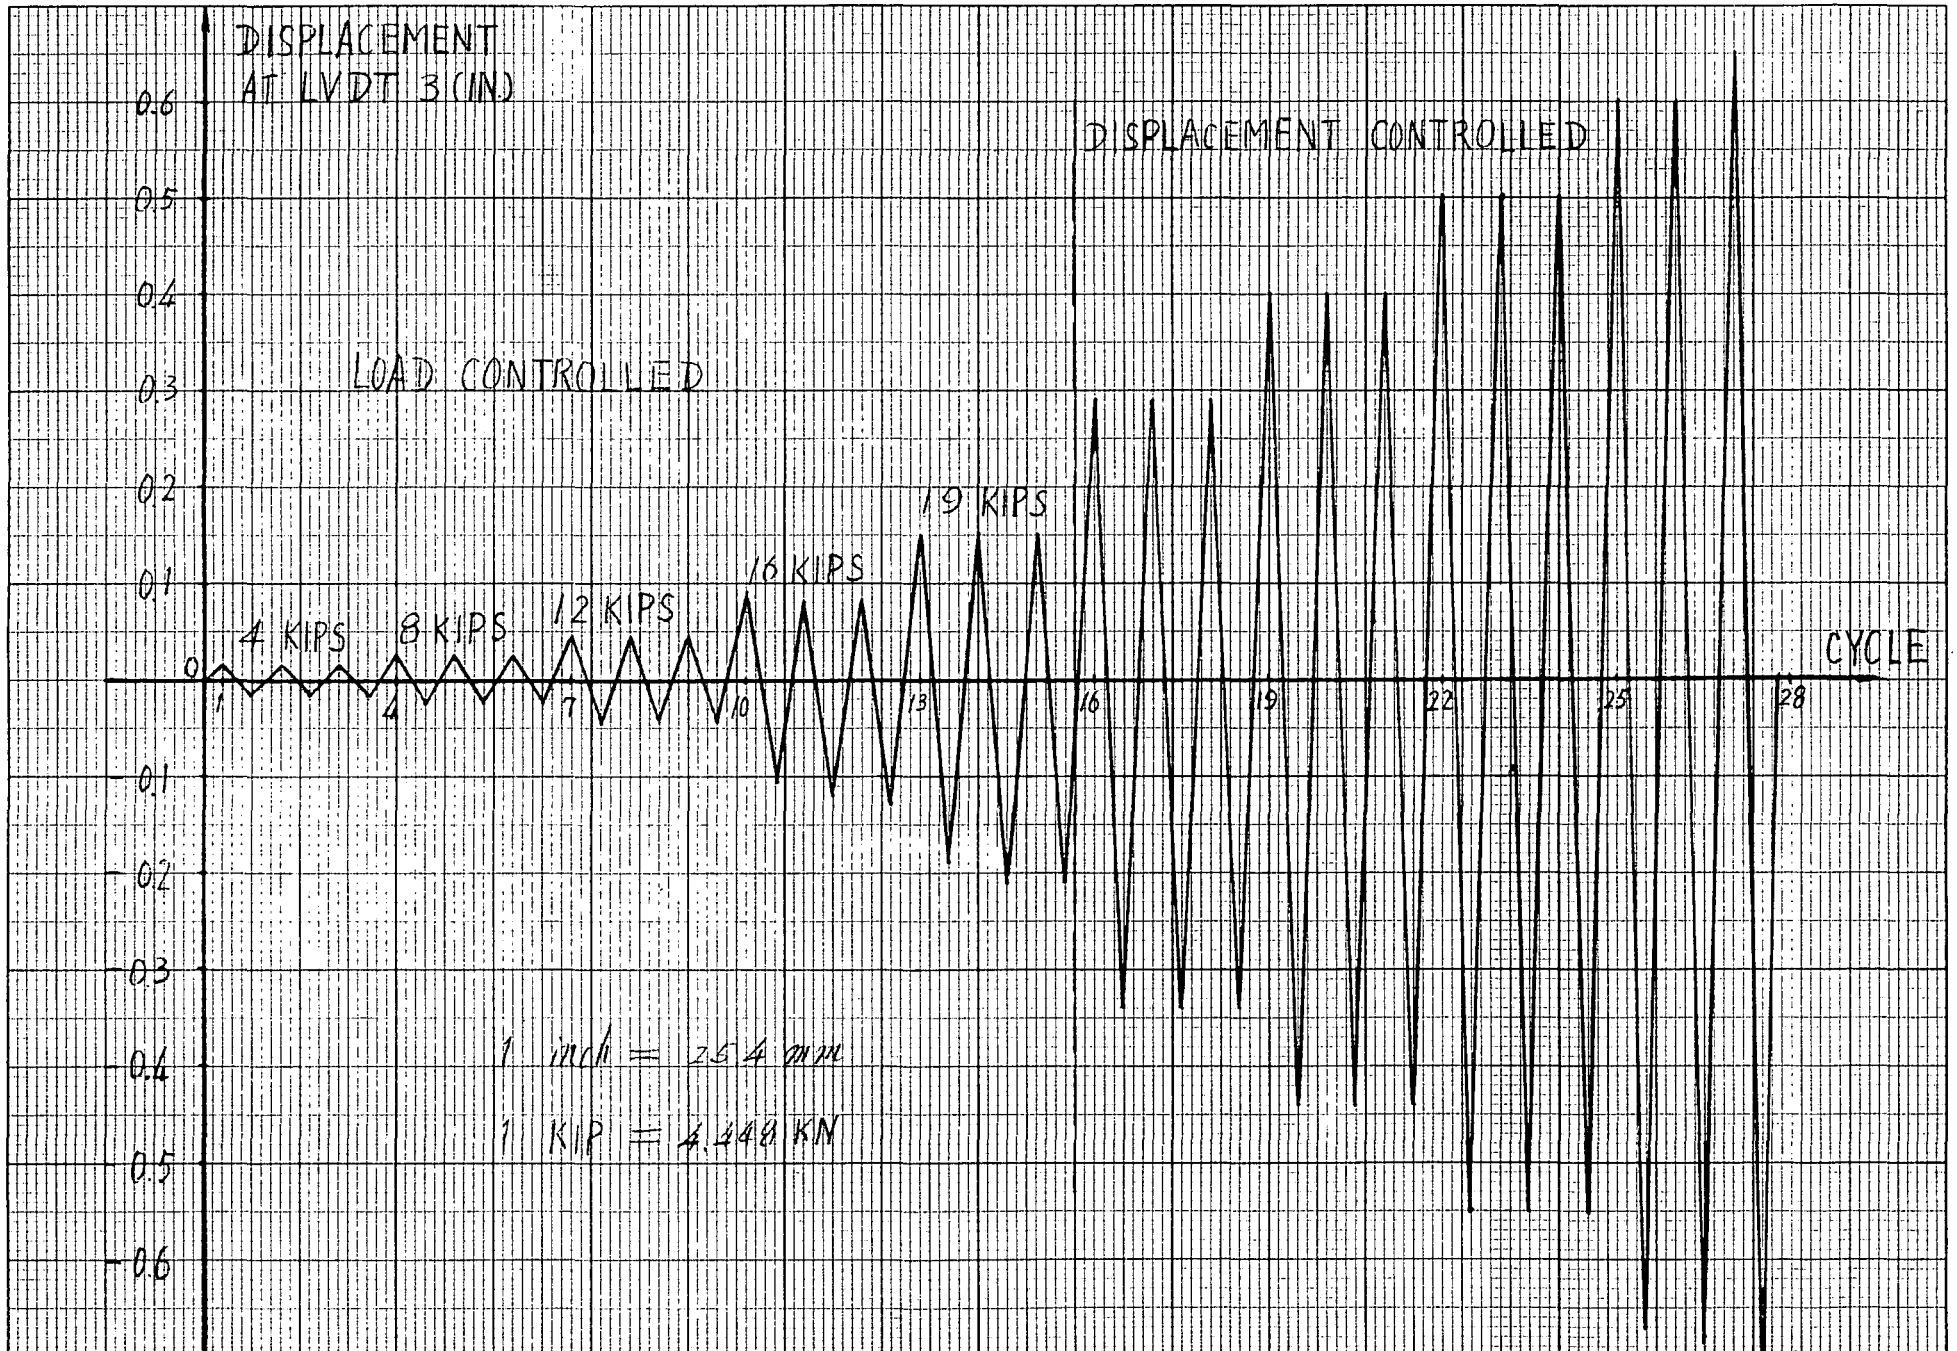 DISPLACEMENT
AT LVDT 3 (IN)
0.6
DISPLACEMENT CONTROLLED
0.5
0.4
LOAD CONTROLLED
0.3
0.2
19 KIPS
16 KIPS
0.1
12 KIPS
4 KIPS
8 KIPS
CYCLE
0
1
4
7
10
13
16
19
22
25
28
-0.1
-0.2
-0.3
1 inch = 25.4 mm
-0.4
1 KIP = 4.448 KN
-0.5
-0.6